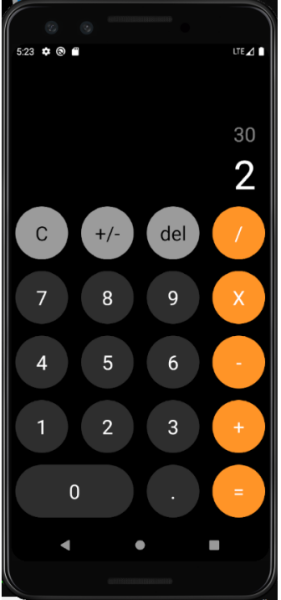 5:23 LTE
30
2
C +/- del /
7 8 9 X
4 5 6 -
1 2 3 +
0 . =